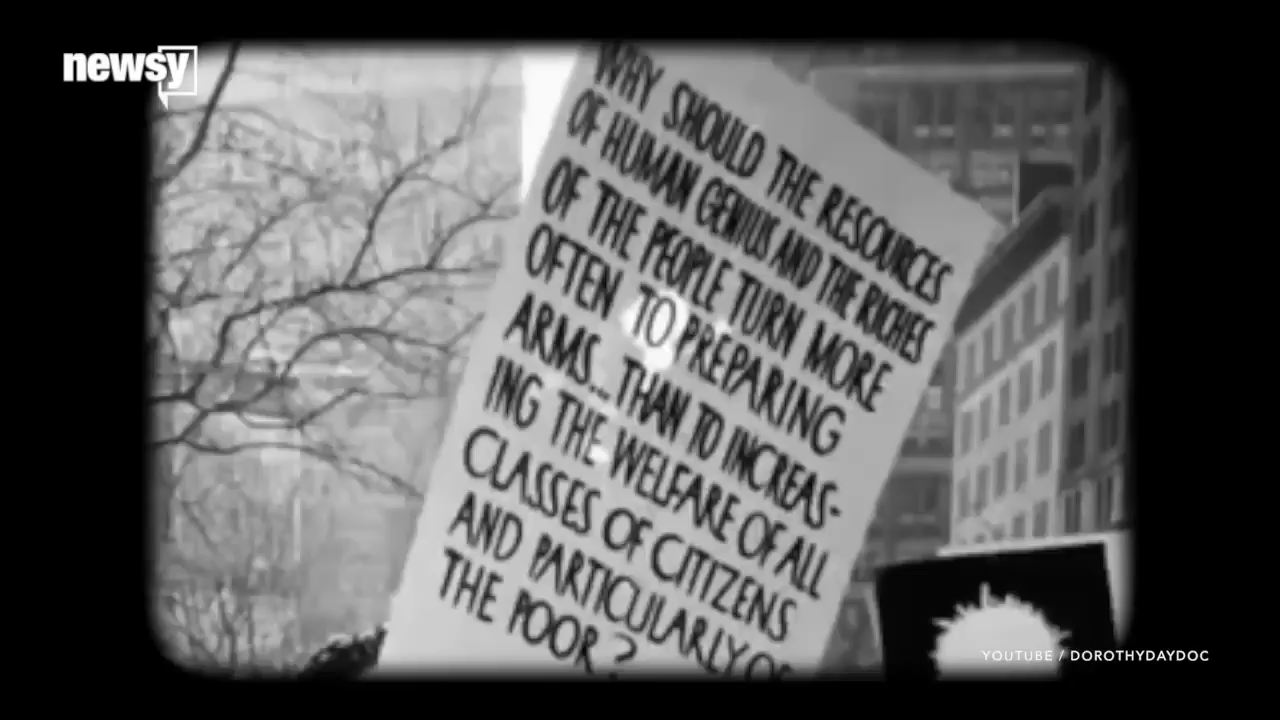 newsy
WHY SHOULD THE RESOURCES
OF HUMAN GENIUS AND THE RICHES
OF THE PEOPLE TURN MORE
OFTEN TO PREPARING
ARMS... THAN TO INCREAS-
ING THE WELFARE OF ALL
CLASSES OF CITIZENS
AND PARTICULARLY OF
THE POOR?
YOUTUBE / DOROTHYDAYDOC